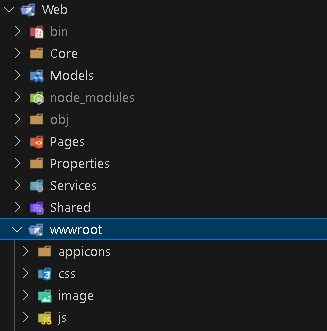 Web
bin
Core
Models
node_modules
obj
Pages
Properties
Services
Shared
wwwroot
appicons
css
image
js